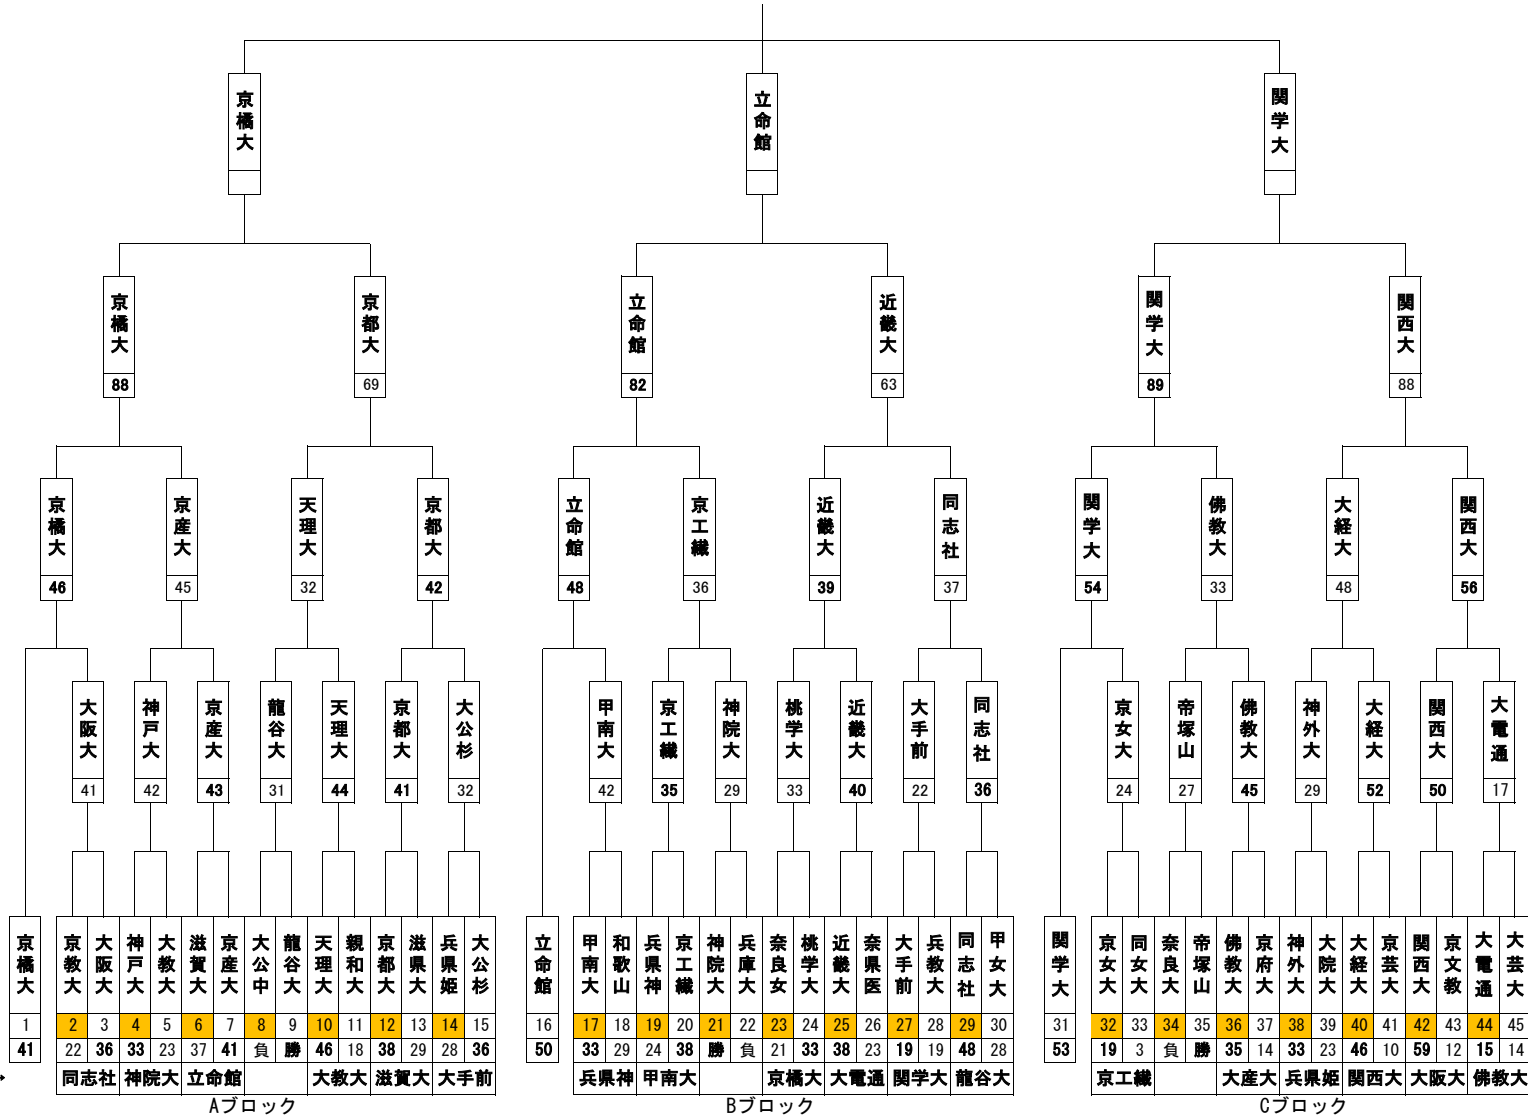 京橘大 立命館 関学大
京橘大 京都大 立命館 近畿大 関学大 関西大
88 69 82 63 89 88
京橘大 京産大 天理大 京都大 立命館 京工繊 近畿大 同志社 関学大 佛教大 大経大 関西大
46 45 32 42 48 36 39 37 54 33 48 56
大阪大 神戸大 京産大 龍谷大 天理大 京都大 大公杉 甲南大 京工繊 神院大 桃学大 近畿大 大手前 同志社 京女大 帝塚山 佛教大 神外大 大経大 関西大 大電通
41 42 43 31 44 41 32 42 35 29 33 40 22 36 24 27 45 29 52 50 17
京橘大 京教大 大阪大 神戸大 大教大 滋賀大 京産大 大公中 龍谷大 天理大 親和大 京都大 滋県大 兵県姫 大公杉 立命館 甲南大 和歌山 兵県神 京工繊 神院大 兵庫大 奈良女 桃学大 近畿大 奈県医 大手前 兵教大 同志社 甲女大 関学大 京女大 同女大 奈良大 帝塚山 佛教大 京府大 神外大 大院大 大経大 京芸大 関西大 京文教 大電通 大芸大
1 2 3 4 5 6 7 8 9 10 11 12 13 14 15 16 17 18 19 20 21 22 23 24 25 26 27 28 29 30 31 32 33 34 35 36 37 38 39 40 41 42 43 44 45
41 22 36 33 23 37 41 負 勝 46 18 38 29 28 36 50 33 29 24 38 勝 負 21 33 38 23 19 19 48 28 53 19 3 負 勝 35 14 33 23 46 10 59 12 15 14
同志社 神院大 立命館 大教大 滋賀大 大手前 兵県神 甲南大 京橘大 大電通 関学大 龍谷大 京工繊 大産大 兵県姫 関西大 大阪大 佛教大
Aブロック Bブロック Cブロック